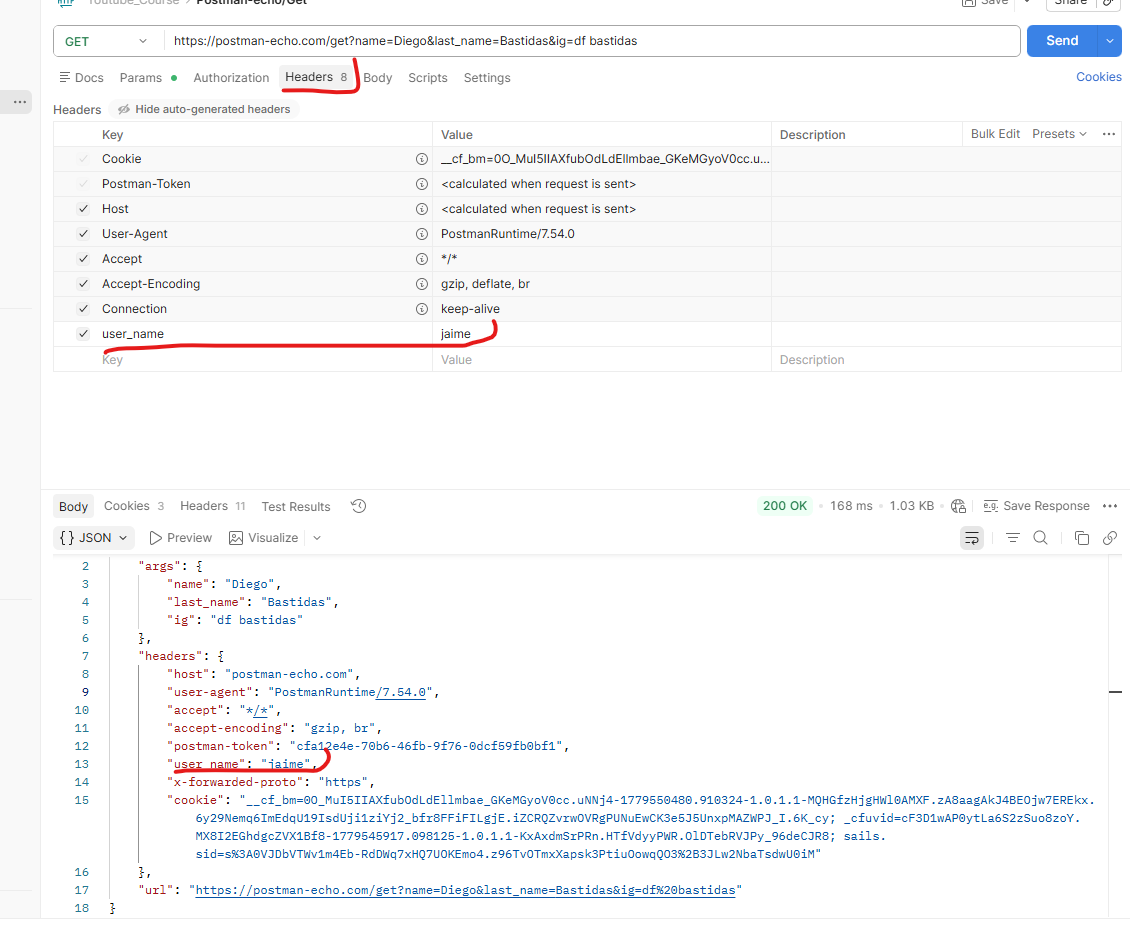 HTTP Youtube_Course / Postman-echo/Get Save Share
GET https://postman-echo.com/get?name=Diego&last_name=Bastidas&ig=df bastidas Send
Docs Params Authorization Headers 8 Body Scripts Settings Cookies
Headers Hide auto-generated headers
Key Value Description Bulk Edit Presets
Cookie __cf_bm=0O_MuI5IIAXfubOdLdEllmbae_GKeMGyoV0cc.u...
Postman-Token <calculated when request is sent>
Host <calculated when request is sent>
User-Agent PostmanRuntime/7.54.0
Accept */*
Accept-Encoding gzip, deflate, br
Connection keep-alive
user_name jaime
Key Value Description
Body Cookies 3 Headers 11 Test Results 200 OK 168 ms 1.03 KB e.g. Save Response
{} JSON Preview Visualize
2 "args": {
3 "name": "Diego",
4 "last_name": "Bastidas",
5 "ig": "df bastidas"
6 },
7 "headers": {
8 "host": "postman-echo.com",
9 "user-agent": "PostmanRuntime/7.54.0",
10 "accept": "*/*",
11 "accept-encoding": "gzip, br",
12 "postman-token": "cfa12e4e-70b6-46fb-9f76-0dcf59fb0bf1",
13 "user_name": "jaime",
14 "x-forwarded-proto": "https",
15 "cookie": "__cf_bm=0O_MuI5IIAXfubOdLdEllmbae_GKeMGyoV0cc.uNNj4-1779550480.910324-1.0.1.1-MQHGfzHjgHWl0AMXF.zA8aagAkJ4BEOjw7EREkx.
6y29Nemq6ImEdqU19IsdUji1ziYj2_bfr8FFiFILgjE.iZCRQZvrwOVRgPUNuEwCK3e5J5UnxpMAZWPJ_I.6K_cy; _cfuvid=cF3D1wAP0ytLa6S2zSuo8zoY.
MX8I2EGhdgcZVX1Bf8-1779545917.098125-1.0.1.1-KxAxdmSrPRn.HTfVdyyPWR.OlDTebRVJPy_96deCJR8; sails.
sid=s%3A0VJDbVTWv1m4Eb-RdDWq7xHQ7UOKEmo4.z96TvOTmxXapsk3PtiuOowqQO3%2B3JLw2NbaTsdwU0iM"
16 },
17 "url": "https://postman-echo.com/get?name=Diego&last_name=Bastidas&ig=df%20bastidas"
18 }